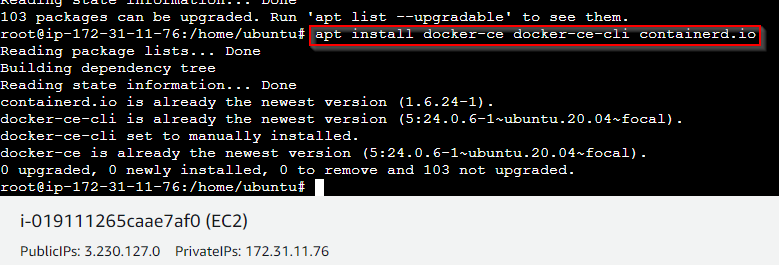 Reading state information... Done
103 packages can be upgraded. Run 'apt list --upgradable' to see them.
root@ip-172-31-11-76:/home/ubuntu# apt install docker-ce docker-ce-cli containerd.io
Reading package lists... Done
Building dependency tree
Reading state information... Done
containerd.io is already the newest version (1.6.24-1).
docker-ce-cli is already the newest version (5:24.0.6-1~ubuntu.20.04~focal).
docker-ce-cli set to manually installed.
docker-ce is already the newest version (5:24.0.6-1~ubuntu.20.04~focal).
0 upgraded, 0 newly installed, 0 to remove and 103 not upgraded.
root@ip-172-31-11-76:/home/ubuntu#
i-019111265caae7af0 (EC2)
PublicIPs: 3.230.127.0 PrivateIPs: 172.31.11.76